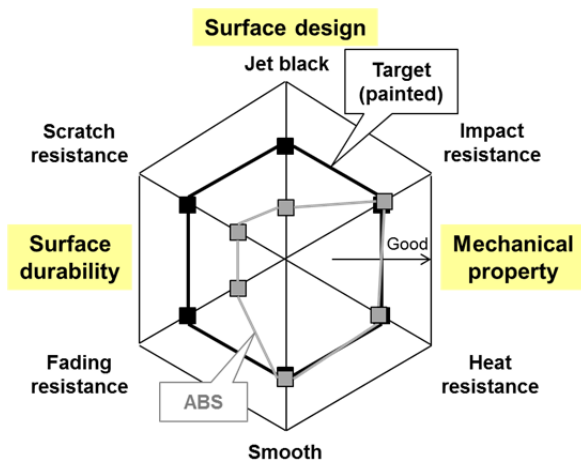 Surface design
Jet black
Target
(painted)
Scratch
resistance
Impact
resistance
Surface
durability
Good
Mechanical
property
Fading
resistance
ABS
Heat
resistance
Smooth